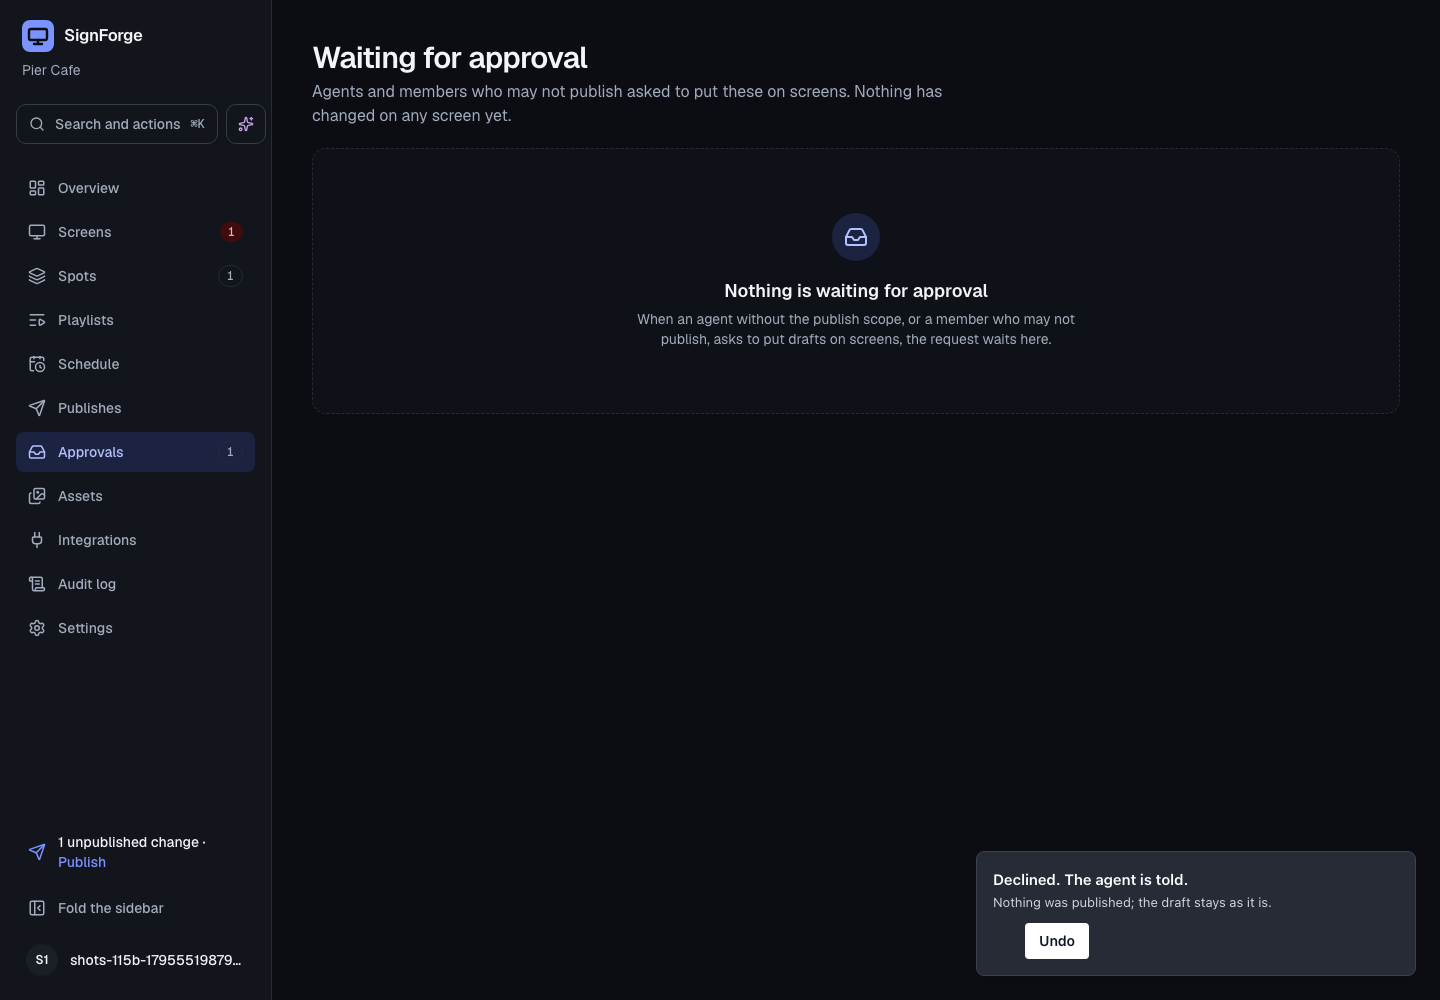 SignForge
Pier Cafe
Search and actions ⌘K
Overview
Screens 1
Spots 1
Playlists
Schedule
Publishes
Approvals 1
Assets
Integrations
Audit log
Settings
1 unpublished change ·
Publish
Fold the sidebar
S1 shots-115b-17955519879…
Waiting for approval
Agents and members who may not publish asked to put these on screens. Nothing has
changed on any screen yet.
Nothing is waiting for approval
When an agent without the publish scope, or a member who may not
publish, asks to put drafts on screens, the request waits here.
Declined. The agent is told.
Nothing was published; the draft stays as it is.
Undo